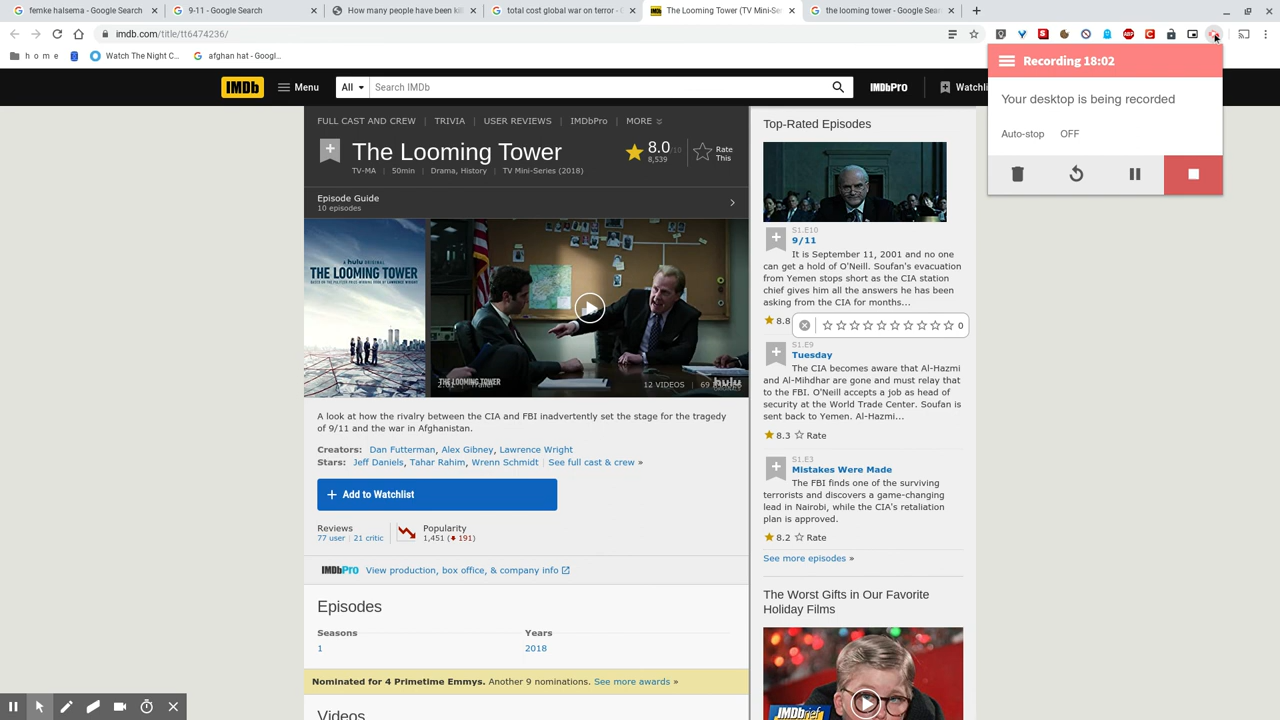 femke halsema - Google Search
9-11 - Google Search
How many people have been kil
total cost global war on terror - G
The Looming Tower (TV Mini-Ser
the looming tower - Google Sear
imdb.com/title/tt6474236/
h o m e
Watch The Night C...
afghan hat - Googl...
Recording 18:02
Your desktop is being recorded
Auto-stop OFF
IMDb
Menu
All
Search IMDb
IMDbPro
Watchli
FULL CAST AND CREW | TRIVIA | USER REVIEWS | IMDbPro | MORE
The Looming Tower
8.0/10
8,539
Rate This
TV-MA | 50min | Drama, History | TV Mini-Series (2018)
Episode Guide
10 episodes
a hulu ORIGINAL
THE LOOMING TOWER
THE LOOMING TOWER
12 VIDEOS
hulu
A look at how the rivalry between the CIA and FBI inadvertently set the stage for the tragedy
of 9/11 and the war in Afghanistan.
Creators: Dan Futterman, Alex Gibney, Lawrence Wright
Stars: Jeff Daniels, Tahar Rahim, Wrenn Schmidt | See full cast & crew »
+ Add to Watchlist
Reviews
77 user | 21 critic
Popularity
1,451 (191)
IMDbPro View production, box office, & company info
Episodes
Seasons
1
Years
2018
Nominated for 4 Primetime Emmys. Another 9 nominations. See more awards »
Videos
Top-Rated Episodes
S1.E10
9/11
It is September 11, 2001 and no one
can get a hold of O'Neill. Soufan's evacuation
from Yemen stops short as the CIA station
chief gives him all the answers he has been
asking from the CIA for months...
8.8
0
S1.E9
Tuesday
The CIA becomes aware that Al-Hazmi
and Al-Mihdhar are gone and must relay that
to the FBI. O'Neill accepts a job as head of
security at the World Trade Center. Soufan is
sent back to Yemen. Al-Hazmi...
8.3 Rate
S1.E3
Mistakes Were Made
The FBI finds one of the surviving
terrorists and discovers a game-changing
lead in Nairobi, while the CIA's retaliation
plan is approved.
8.2 Rate
See more episodes »
The Worst Gifts in Our Favorite
Holiday Films
IMDbrief